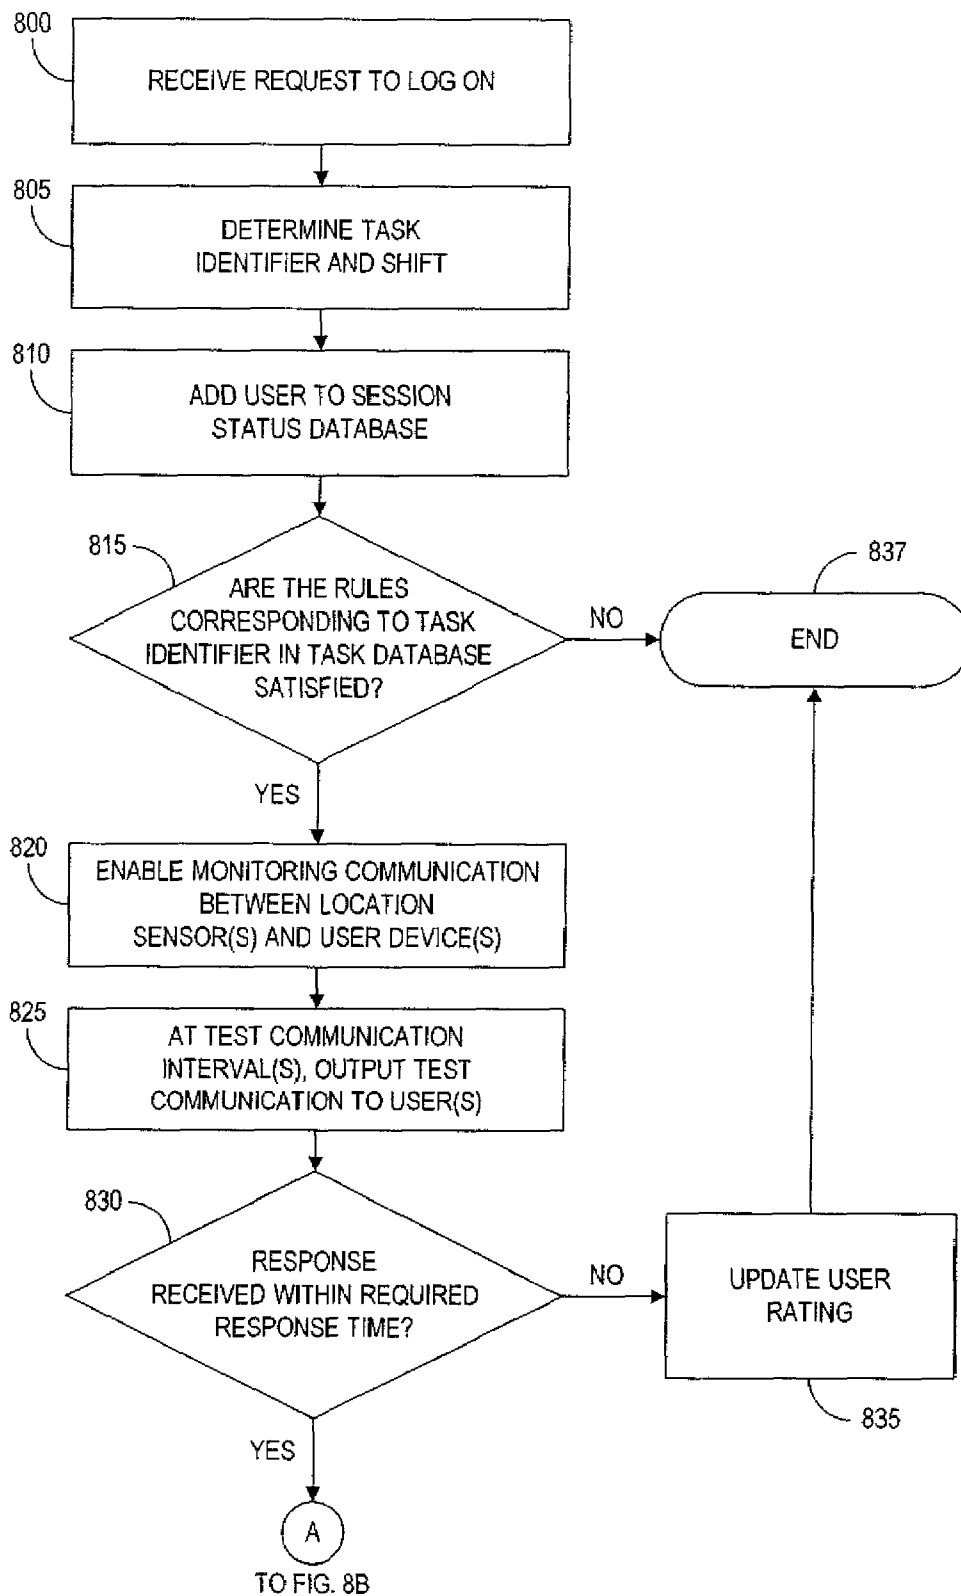 800
RECEIVE REQUEST TO LOG ON
805
DETERMINE TASK
IDENTIFIER AND SHIFT
810
ADD USER TO SESSION
STATUS DATABASE
815
ARE THE RULES
CORRESPONDING TO TASK
IDENTIFIER IN TASK DATABASE
SATISFIED?
NO
837
END
YES
820
ENABLE MONITORING COMMUNICATION
BETWEEN LOCATION
SENSOR(S) AND USER DEVICE(S)
825
AT TEST COMMUNICATION
INTERVAL(S), OUTPUT TEST
COMMUNICATION TO USER(S)
830
RESPONSE
RECEIVED WITHIN REQUIRED
RESPONSE TIME?
NO
UPDATE USER
RATING
835
YES
A
TO FIG. 8B